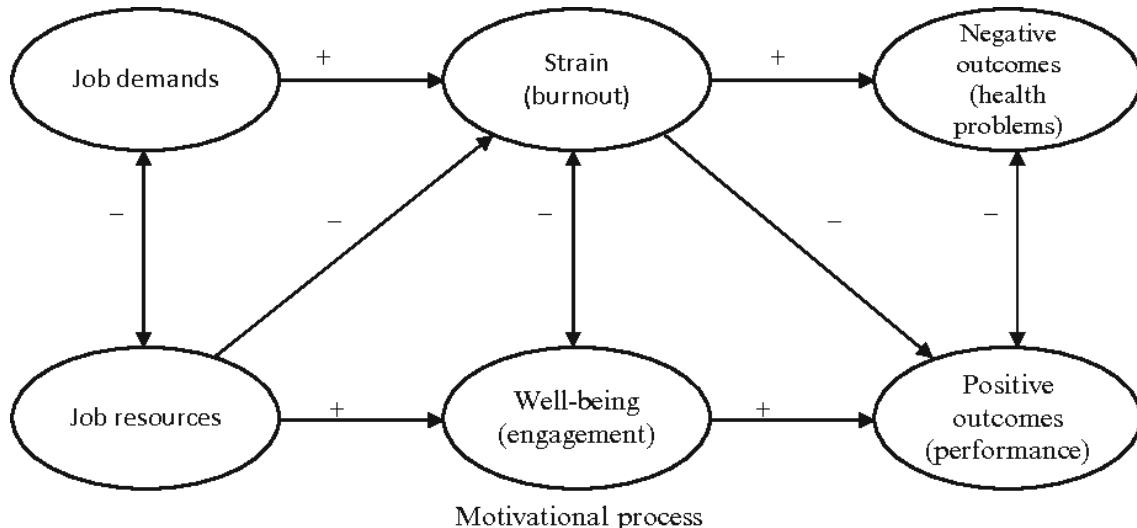 Job demands
+
Strain
(burnout)
+
Negative
outcomes
(health
problems)
–
–
–
–
–
Job resources
+
Well-being
(engagement)
+
Positive
outcomes
(performance)
Motivational process